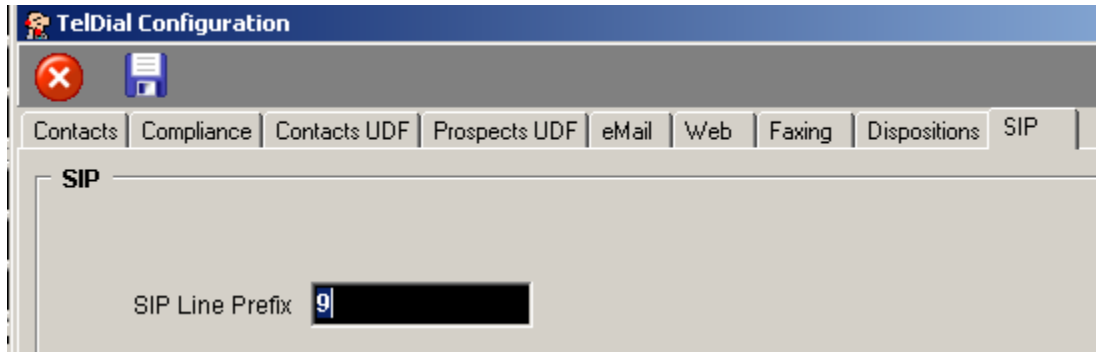 TelDial Configuration
Contacts Compliance Contacts UDF Prospects UDF eMail Web Faxing Dispositions SIP
SIP
SIP Line Prefix 9